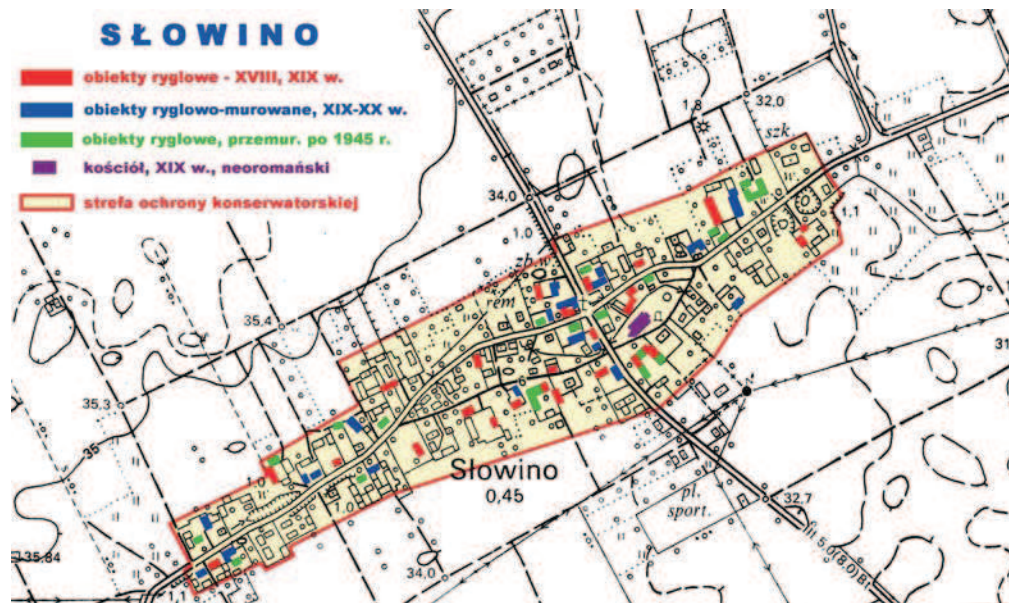 SŁOWINO
obiekty ryglowe - XVIII, XIX w.
obiekty ryglowo-murowane, XIX-XX w.
obiekty ryglowe, przemur. po 1945 r.
kościół, XIX w., neoromański
strefa ochrony konserwatorskiej
1,8
32,0
szk.
w.
34,0
1,0
1,1
zb.w.
rem.
35,4
31
35,3
35
Słowino
0,45
1,0
w.
1,0
pl.
sport.
32,7
35,84
34,0
1,1